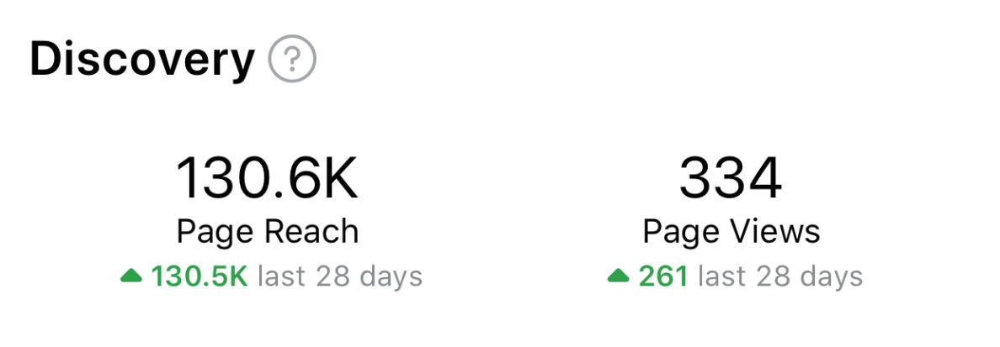 Discovery ?
130.6K 334
Page Reach Page Views
130.5K last 28 days 261 last 28 days